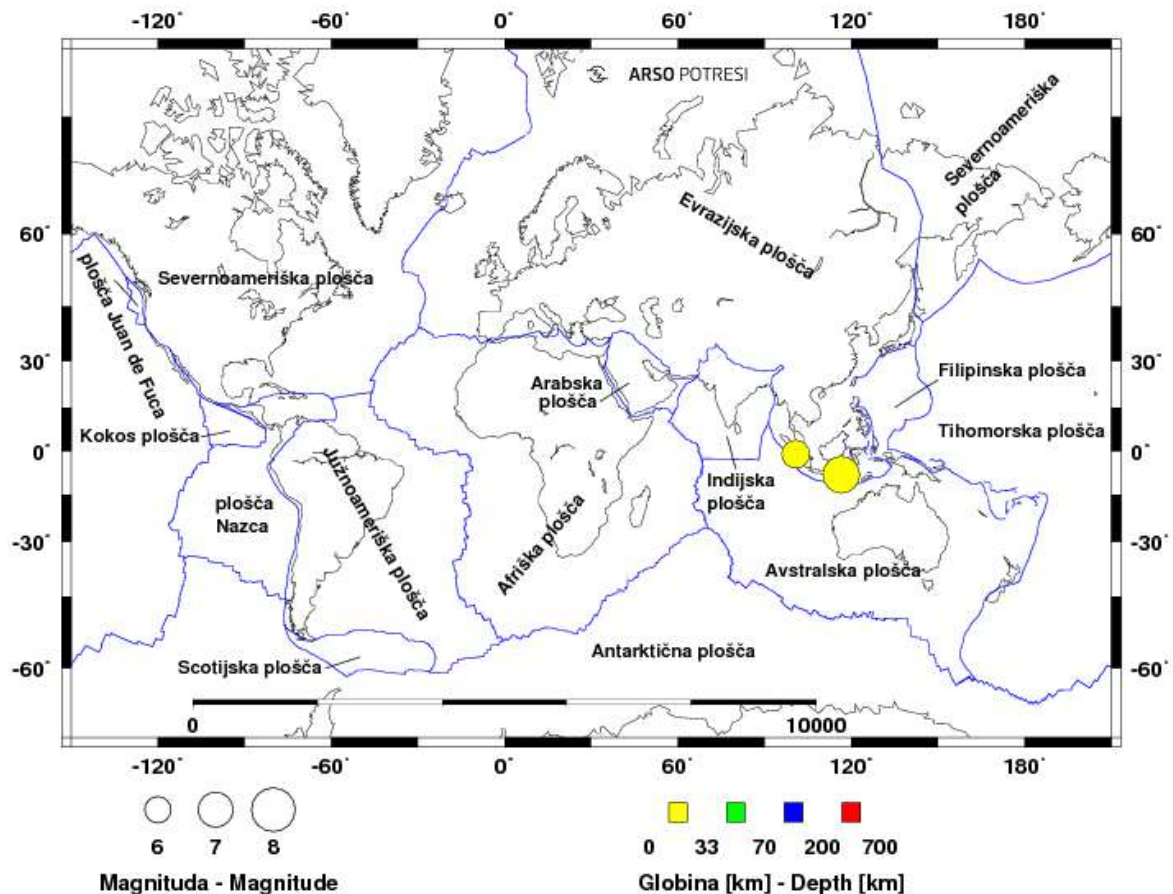 -120° -60° 0° 60° 120° 180°
ARSO POTRESI
Severnoameriška
plošča
Evrazijska plošča
60° 60°
Severnoameriška plošča
plošča Juan de Fuca
30° 30°
Arabska
plošča
Filipinska plošča
Kokos plošča
Tihomorska plošča
0° 0°
Južnoameriška plošča
Indijska
plošča
plošča
Nazca
Afriška plošča
-30° -30°
Avstralska plošča
Antarktična plošča
Scotijska plošča
-60° -60°
0 10000
-120° -60° 0° 60° 120° 180°
6 7 8
0 33 70 200 700
Magnituda - Magnitude
Globina [km] - Depth [km]